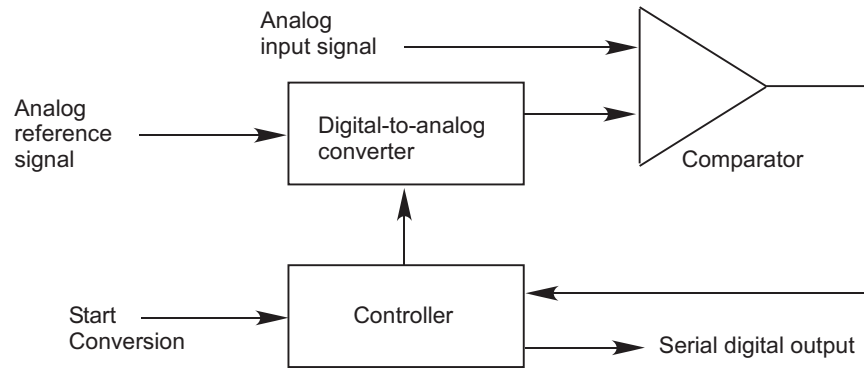 Analog
input signal
Analog
reference
signal
Digital-to-analog
converter
Comparator
Start
Conversion
Controller
Serial digital output